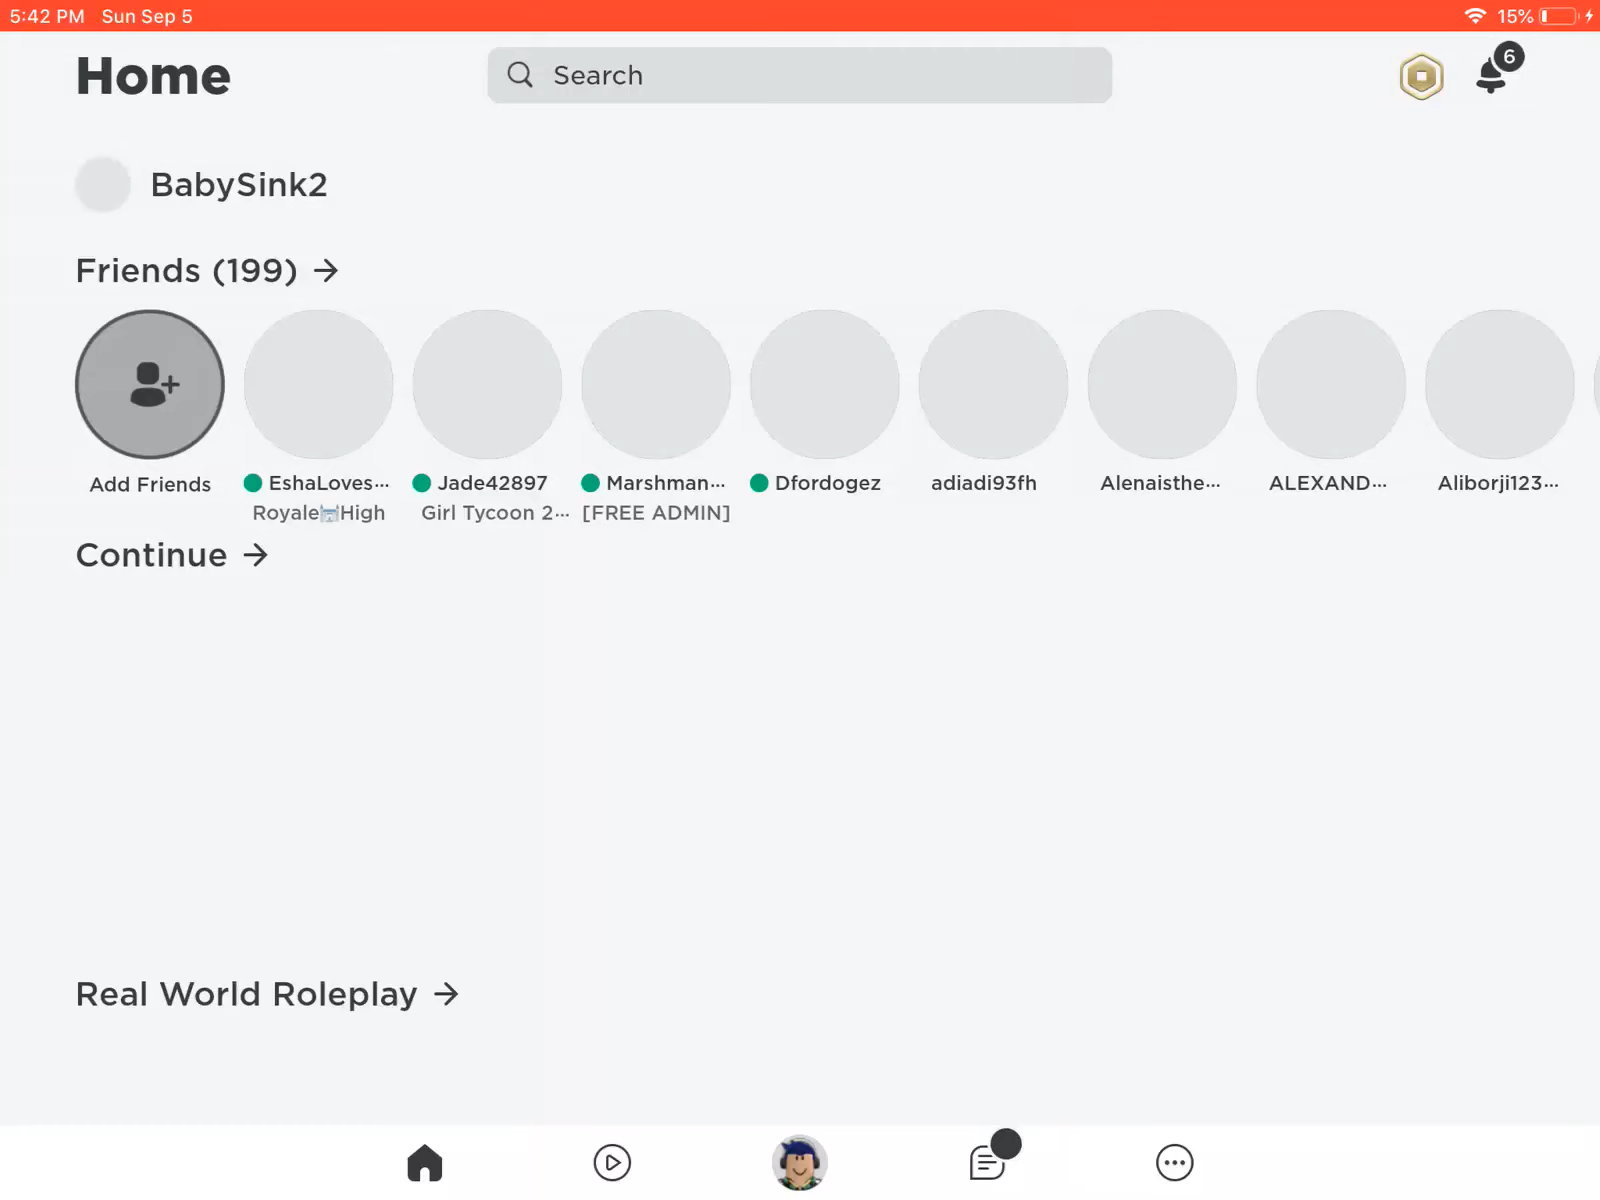 5:42 PM Sun Sep 5 15%
Home
Search
6
BabySink2
Friends (199) →
Add Friends
EshaLoves...
Royale🏰High
Jade42897
Girl Tycoon 2...
Marshman...
[FREE ADMIN]
Dfordogez
adiadi93fh
Alenaisthe...
ALEXAND...
Aliborji123...
Continue →
Real World Roleplay →